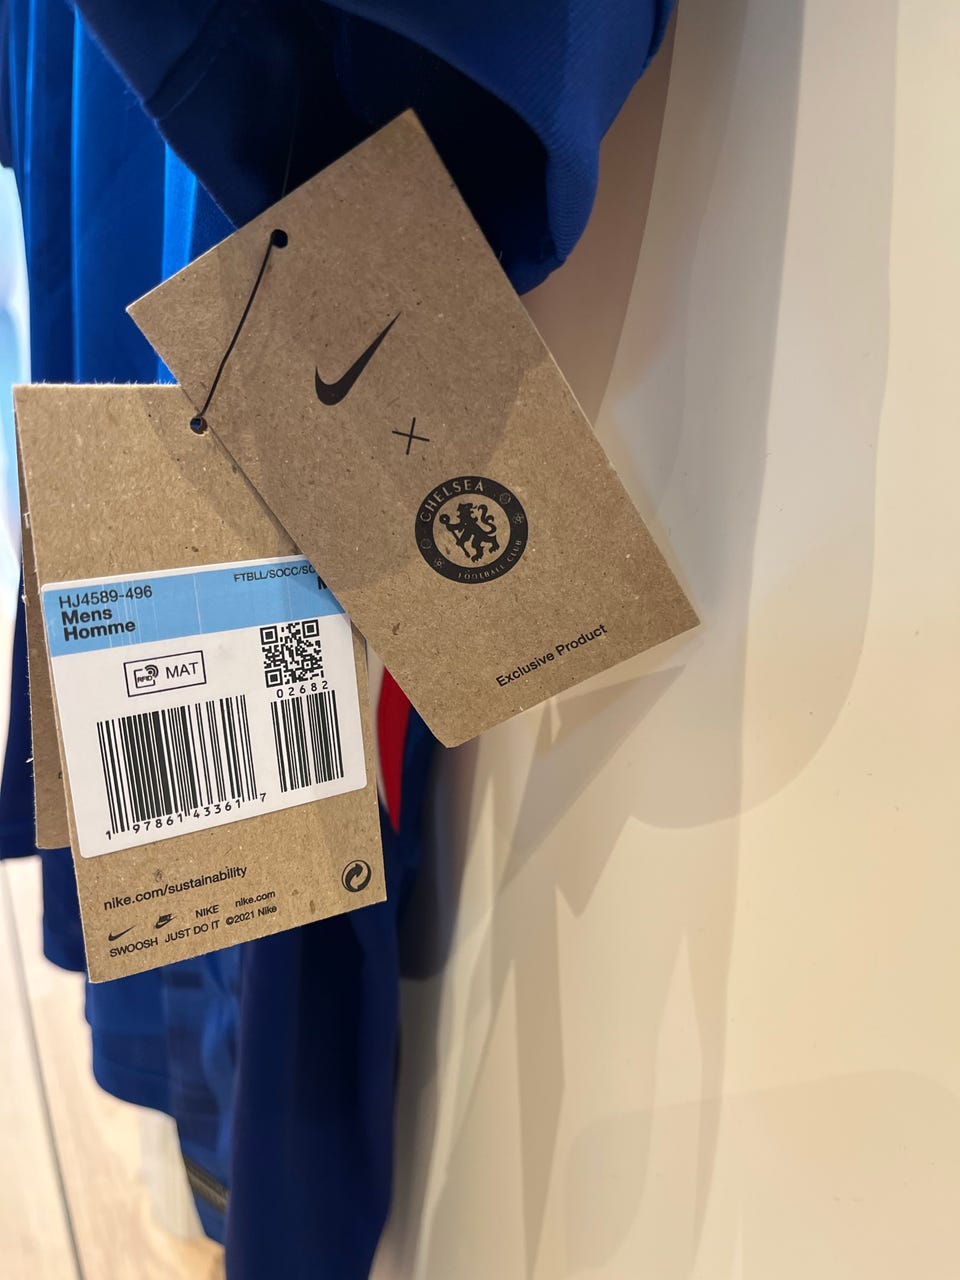 CHELSEA
FOOTBALL CLUB
Exclusive Product
FTBLL/SOCC/SC
HJ4589-496
Mens
Homme
RFID MAT
02682
1 97861 43361 7
nike.com/sustainability
NIKE nike.com
SWOOSH JUST DO IT ©2021 Nike